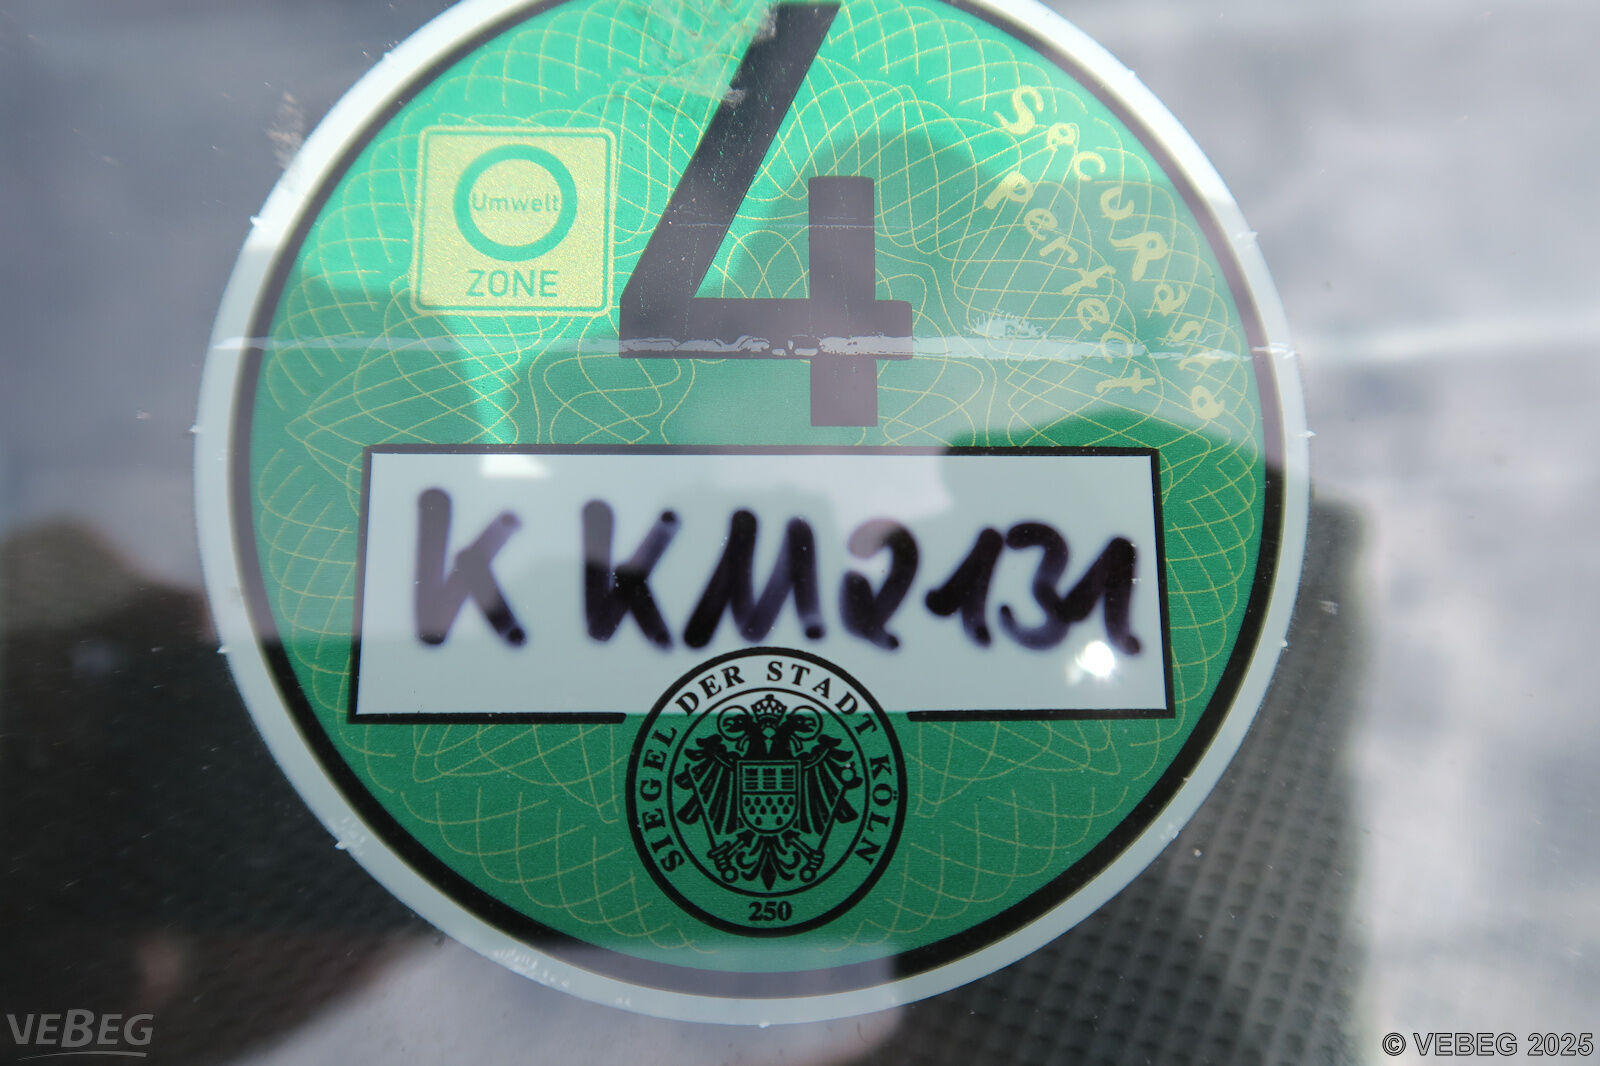 4
Umwelt
ZONE
SecuRasta
Perfect
K KM2131
SIEGEL DER STADT KÖLN
250
VEBEG
© VEBEG 2025